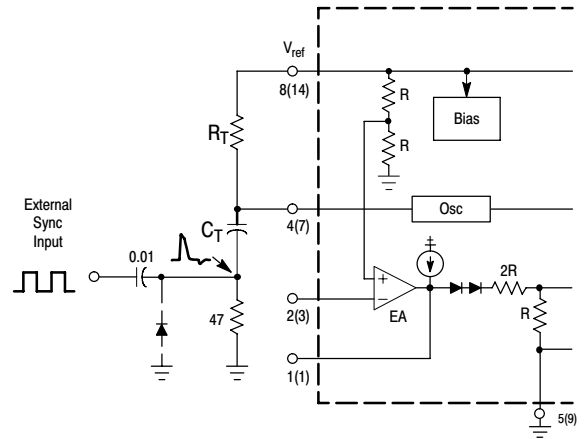 V_ref
8(14)
R
Bias
R_T
R
External
Sync
Input
4(7)
Osc
C_T
0.01
+
2R
2(3)
−
EA
R
47
1(1)
5(9)